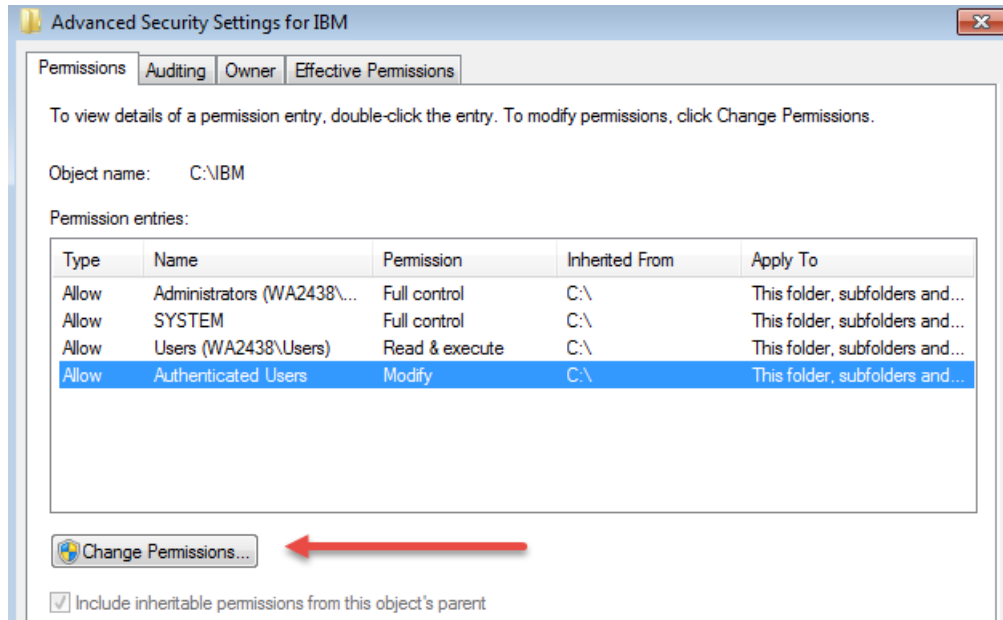 Advanced Security Settings for IBM
Permissions Auditing Owner Effective Permissions
To view details of a permission entry, double-click the entry. To modify permissions, click Change Permissions.
Object name: C:\IBM
Permission entries:
Type Name Permission Inherited From Apply To
Allow Administrators (WA2438\... Full control C:\ This folder, subfolders and...
Allow SYSTEM Full control C:\ This folder, subfolders and...
Allow Users (WA2438\Users) Read & execute C:\ This folder, subfolders and...
Allow Authenticated Users Modify C:\ This folder, subfolders and...
Change Permissions...
Include inheritable permissions from this object's parent